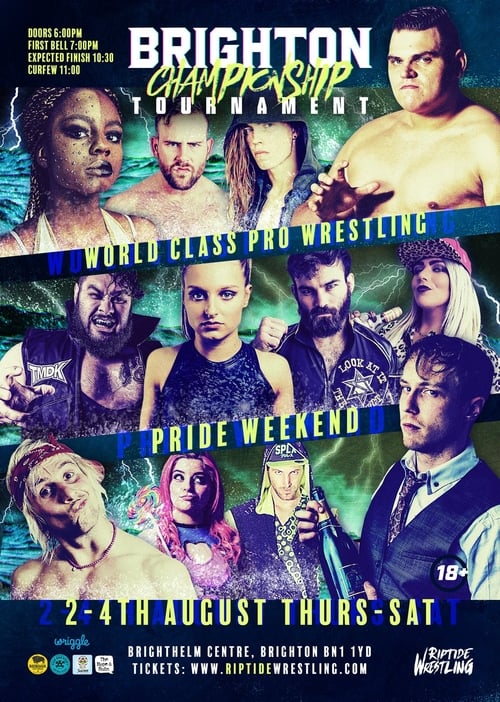 DOORS 6:00PM
FIRST BELL 7:00PM
EXPECTED FINISH 10:30
CURFEW 11:00
BRIGHTON
CHAMPIONSHIP
TOURNAMENT
WORLD CLASS PRO WRESTLING
TMDK
LOOK AT
PRIDE WEEKEND
SPLX
18+
2-4TH AUGUST THURS-SAT
wriggle
BRIGHTHELM CENTRE, BRIGHTON BN1 1YD
TICKETS: WWW.RIPTIDEWRESTLING.COM
RIPTIDE
WRESTLING